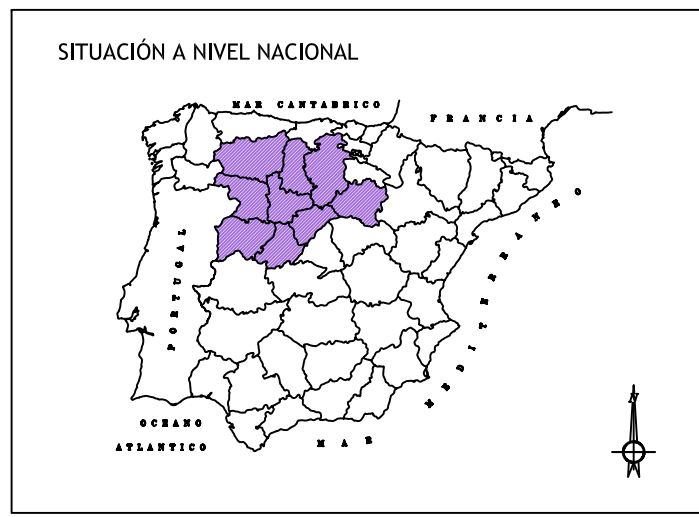 SITUACIÓN A NIVEL NACIONAL
MAR CANTABRICO
FRANCIA
PORTUGAL
MEDITERRANEO
OCEANO
ATLANTICO
MAR
N